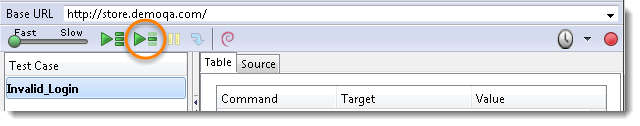 Base URL http://store.demoqa.com/
Fast Slow
Test Case
Invalid_Login
Table Source
Command Target Value